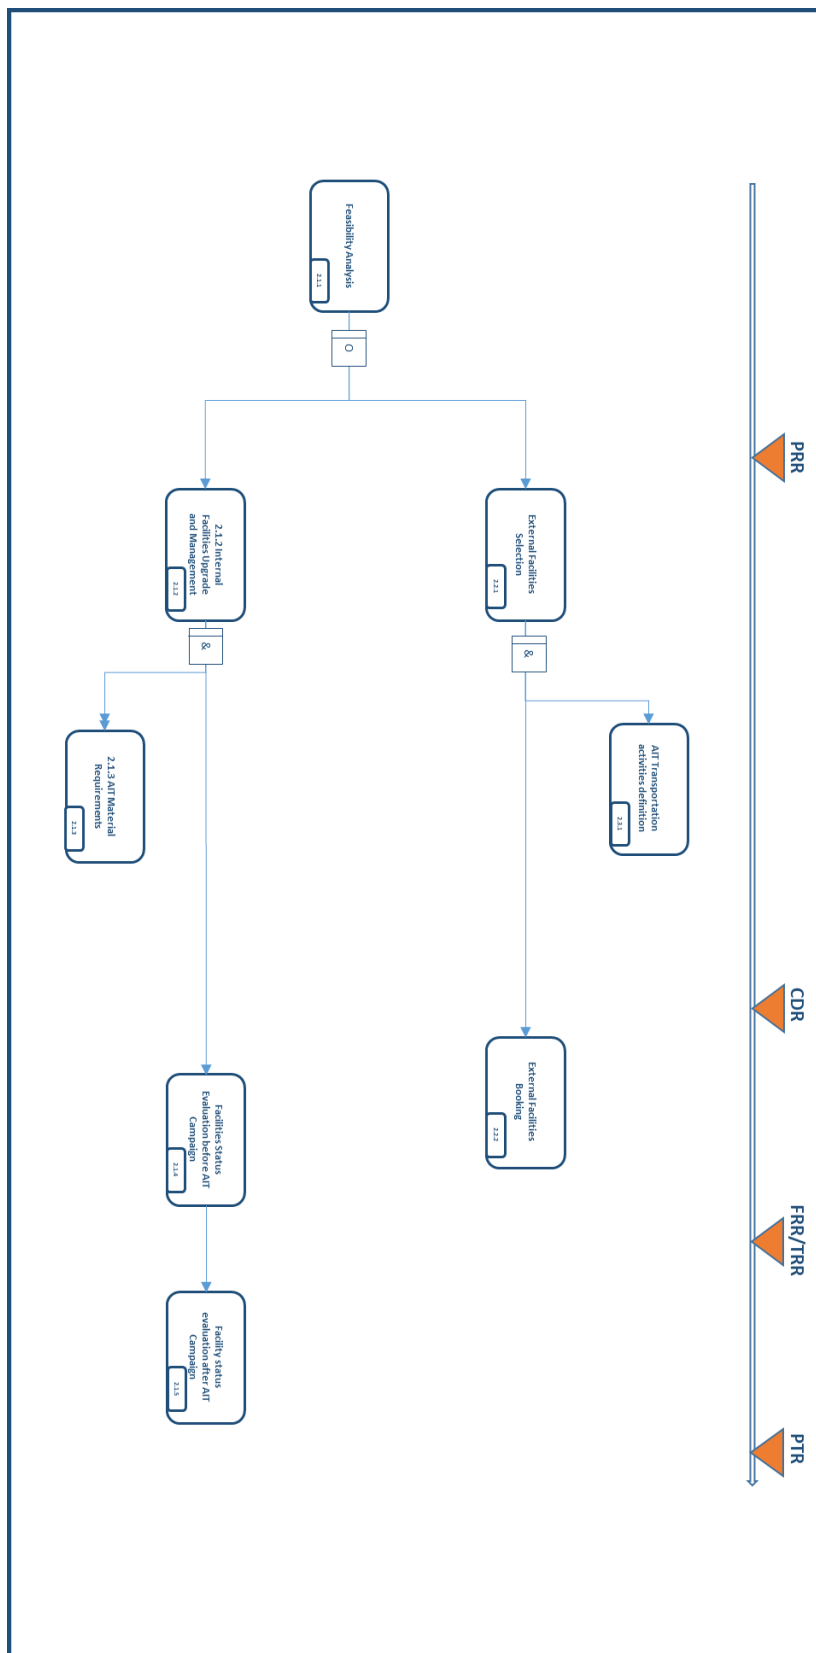 PRR
CDR
FRR/TRR
PTR
AIT Transportation
activities definition
2.3.1
External Facilities
Selection
2.2.1
&
External Facilities
Booking
2.2.2
Feasibility Analysis
2.1.1
O
2.1.2 Internal
Facilities Upgrade
and Management
2.1.2
&
Facilities Status
Evaluation before AIT
Campaign
2.1.4
Facility status
evaluation after AIT
Campaign
2.1.5
2.1.3 AIT Material
Requirements
2.1.3